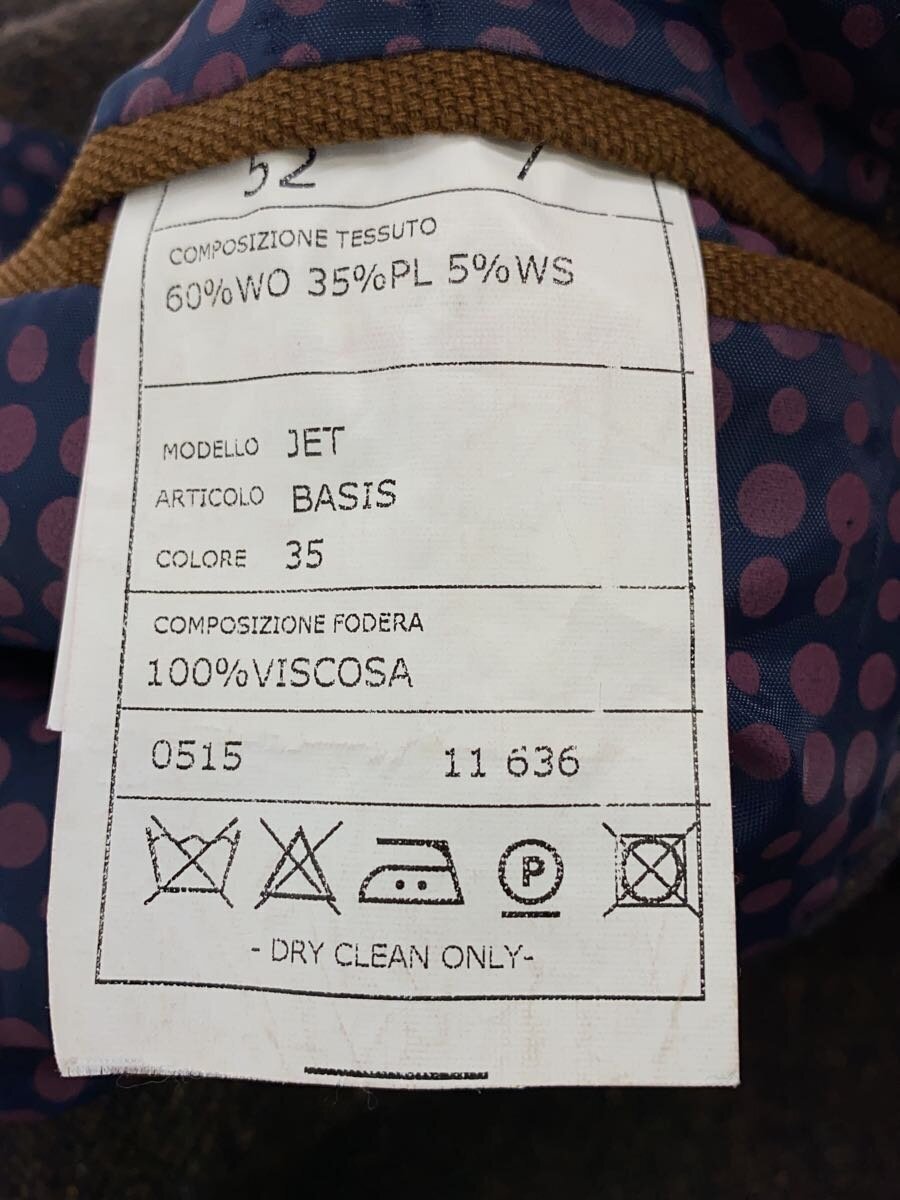 52 7
COMPOSIZIONE TESSUTO
60%WO 35%PL 5%WS
MODELLO JET
ARTICOLO BASIS
COLORE 35
COMPOSIZIONE FODERA
100%VISCOSA
0515 11 636
P
- DRY CLEAN ONLY-